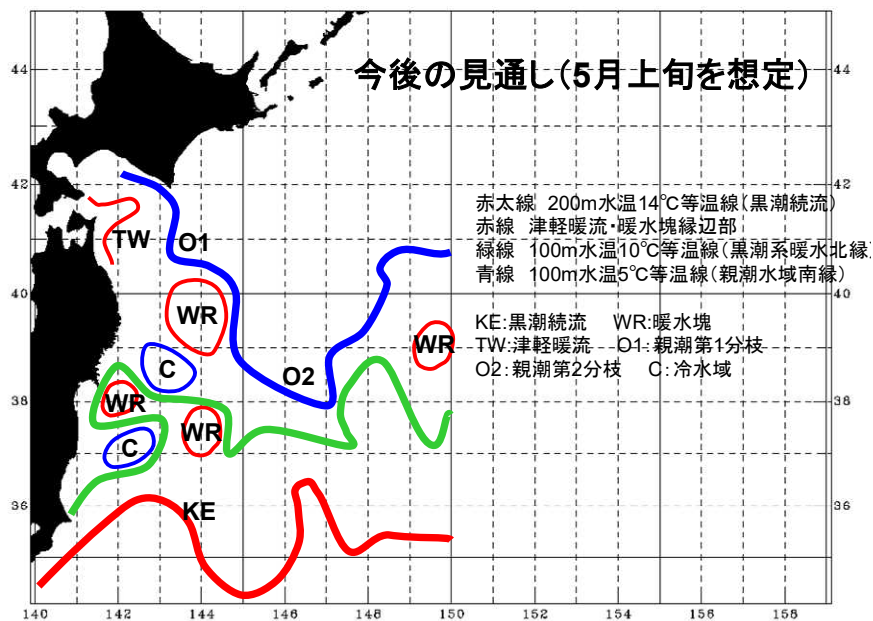 今後の見通し(5月上旬を想定)
44
42
赤太線 200m水温14℃等温線(黒潮続流)
赤線 津軽暖流・暖水塊縁辺部
緑線 100m水温10℃等温線(黒潮系暖水北縁)
青線 100m水温5℃等温線(親潮水域南縁)
TW
O1
40
WR
KE:黒潮続流 WR:暖水塊
TW:津軽暖流 O1:親潮第1分枝
O2:親潮第2分枝 C:冷水域
WR
C
O2
38
WR
WR
C
36
KE
36
140 142 144 146 148 150 152 154 156 158